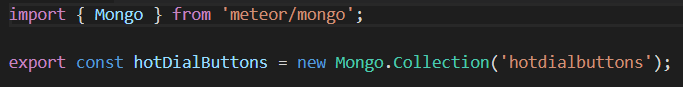 import { Mongo } from 'meteor/mongo';
export const hotDialButtons = new Mongo.Collection('hotdialbuttons');